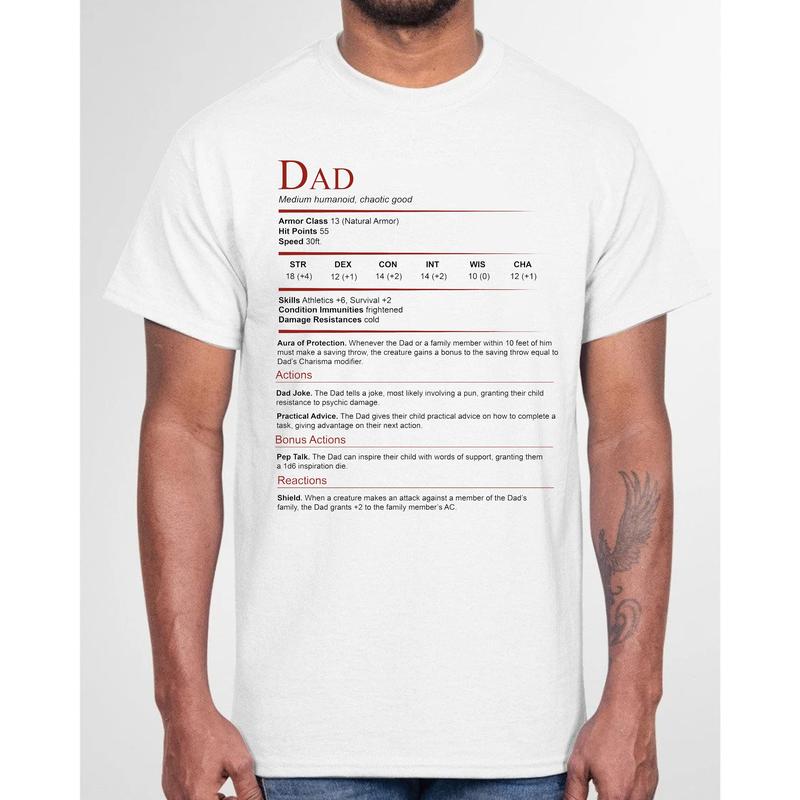 DAD
Medium humanoid, chaotic good
Armor Class 13 (Natural Armor)
Hit Points 55
Speed 30ft.
STR DEX CON INT WIS CHA
18 (+4) 12 (+1) 14 (+2) 14 (+2) 10 (0) 12 (+1)
Skills Athletics +6, Survival +2
Condition Immunities frightened
Damage Resistances cold
Aura of Protection. Whenever the Dad or a family member within 10 feet of him
must make a saving throw, the creature gains a bonus to the saving throw equal to
Dad's Charisma modifier.
Actions
Dad Joke. The Dad tells a joke, most likely involving a pun, granting their child
resistance to psychic damage.
Practical Advice. The Dad gives their child practical advice on how to complete a
task, giving advantage on their next action.
Bonus Actions
Pep Talk. The Dad can inspire their child with words of support, granting them
a 1d6 inspiration die.
Reactions
Shield. When a creature makes an attack against a member of the Dad's
family, the Dad grants +2 to the family member's AC.